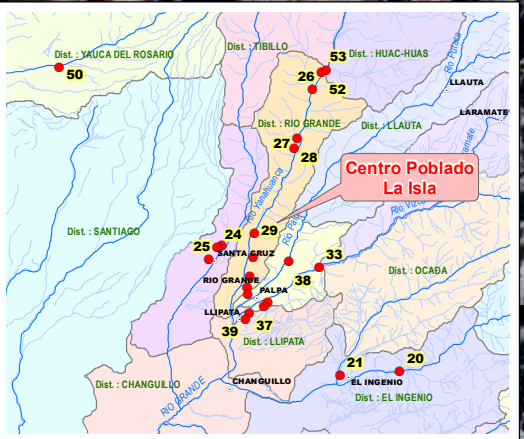 Dist. : YAUCA DEL ROSARIO
50
Dist. : TIBILLO
53
Dist. : HUAC-HUAS
26
52
LLAUTA
LARAMATE
Dist. : RIO GRANDE
Dist. : LLAUTA
27
28
Centro Poblado
La Isla
Rio Yanahuanca
Dist. : SANTIAGO
24
29
25
SANTA CRUZ
33
RIO GRANDE
38
Dist. : OCAÑA
PALPA
LLIPATA
39
37
Dist. : LLIPATA
21
20
EL INGENIO
Dist. : CHANGUILLO
CHANGUILLO
Dist. : EL INGENIO
RIO GRANDE